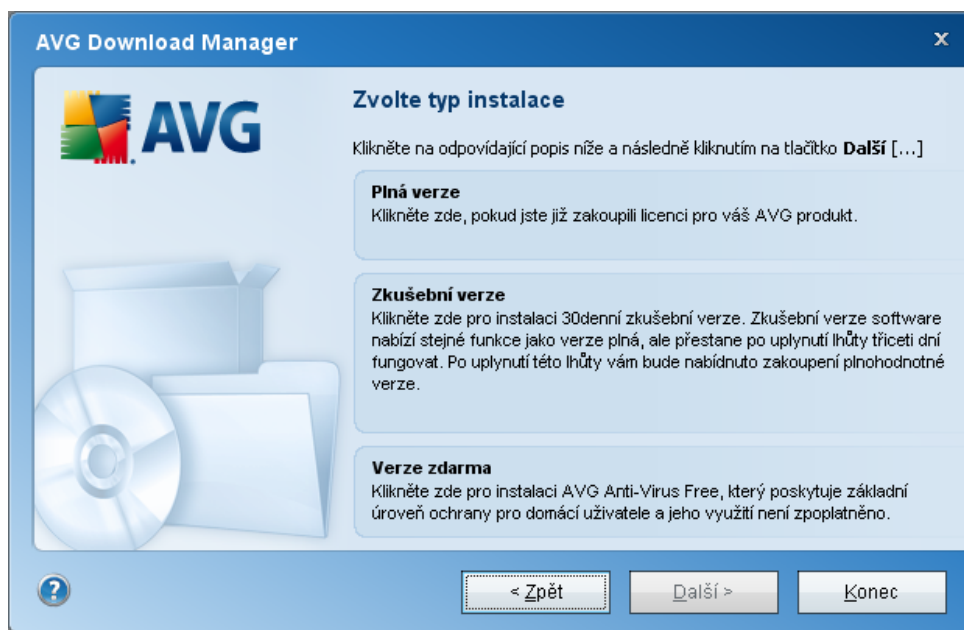 AVG Download Manager
x
AVG
Zvolte typ instalace
Klikněte na odpovídající popis níže a následně kliknutím na tlačítko Další [...]
Plná verze
Klikněte zde, pokud jste již zakoupili licenci pro váš AVG produkt.
Zkušební verze
Klikněte zde pro instalaci 30denní zkušební verze. Zkušební verze software
nabízí stejné funkce jako verze plná, ale přestane po uplynutí lhůty třiceti dní
fungovat. Po uplynutí této lhůty vám bude nabídnuto zakoupení plnohodnotné
verze.
Verze zdarma
Klikněte zde pro instalaci AVG Anti-Virus Free, který poskytuje základní
úroveň ochrany pro domácí uživatele a jeho využití není zpoplatněno.
?
< Zpět
Další >
Konec